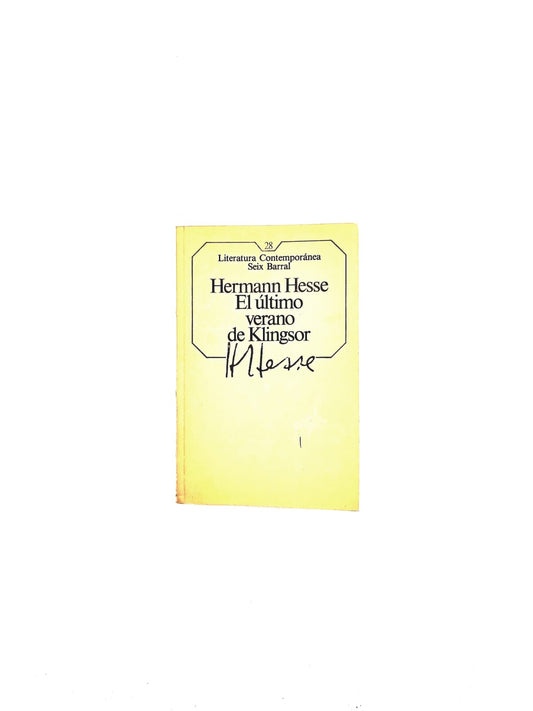 28
Literatura Contemporánea
Seix Barral
Hermann Hesse
El último
verano
de Klingsor
HHesse